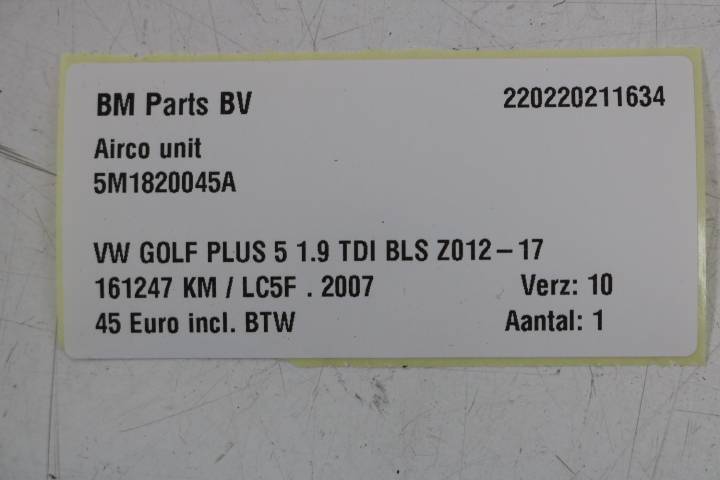 BM Parts BV 220220211634
Airco unit
5M1820045A
VW GOLF PLUS 5 1.9 TDI BLS Z012-17
161247 KM / LC5F . 2007 Verz: 10
45 Euro incl. BTW Aantal: 1